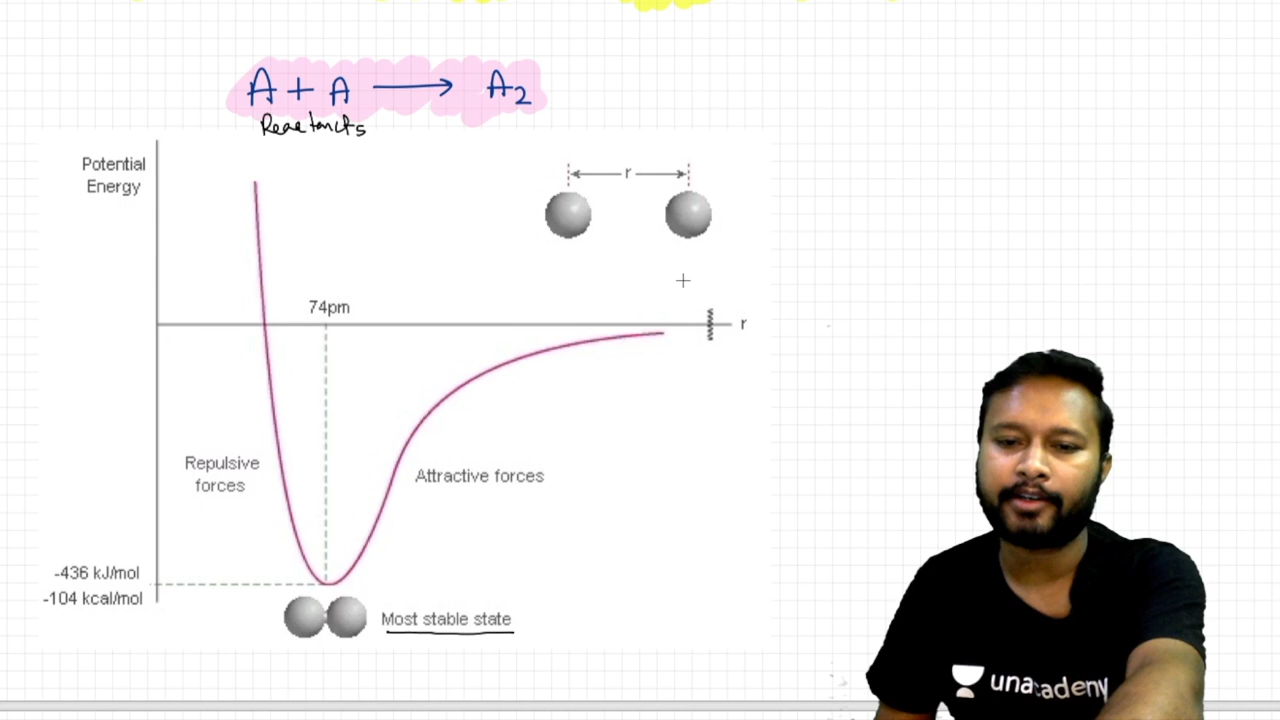 A + A ⟶ A2
Reactants
Potential
Energy
r
74pm
r
Repulsive
forces
Attractive forces
-436 kJ/mol
-104 kcal/mol
Most stable state
unacademy